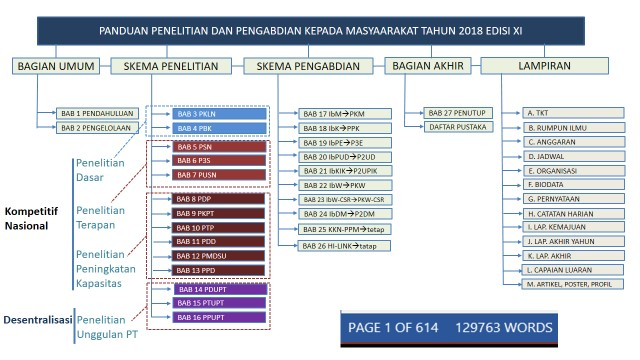 PANDUAN PENELITIAN DAN PENGABDIAN KEPADA MASYAARAKAT TAHUN 2018 EDISI XI
BAGIAN UMUM
SKEMA PENELITIAN
SKEMA PENGABDIAN
BAGIAN AKHIR
LAMPIRAN
BAB 1 PENDAHULUAN
BAB 2 PENGELOLAAN
BAB 3 PKLN
BAB 4 PBK
BAB 5 PSN
BAB 6 P3S
BAB 7 PUSN
BAB 8 PDP
BAB 9 PKPT
BAB 10 PTP
BAB 11 PDD
BAB 12 PMDSU
BAB 13 PPD
BAB 14 PDUPT
BAB 15 PTUPT
BAB 16 PPUPT
Kompetitif
Nasional
Penelitian
Dasar
Penelitian
Terapan
Penelitian
Peningkatan
Kapasitas
Desentralisasi
Penelitian
Unggulan PT
BAB 17 IbM→PKM
BAB 18 IbK→PPK
BAB 19 IbPE→P3E
BAB 20 IbPUD→P2UD
BAB 21 IbKIK→P2UPIK
BAB 22 IbW→PKW
BAB 23 IbW-CSR→PKW-CSR
BAB 24 IbDM→P2DM
BAB 25 KKN-PPM→tetap
BAB 26 HI-LINK→tatap
BAB 27 PENUTUP
DAFTAR PUSTAKA
A. TKT
B. RUMPUN ILMU
C. ANGGARAN
D. JADWAL
E. ORGANISASI
F. BIODATA
G. PERNYATAAN
H. CATATAN HARIAN
I. LAP. KEMAJUAN
J. LAP. AKHIR YAHUN
K. LAP. AKHIR
L. CAPAIAN LUARAN
M. ARTIKEL, POSTER, PROFIL
PAGE 1 OF 614 129763 WORDS